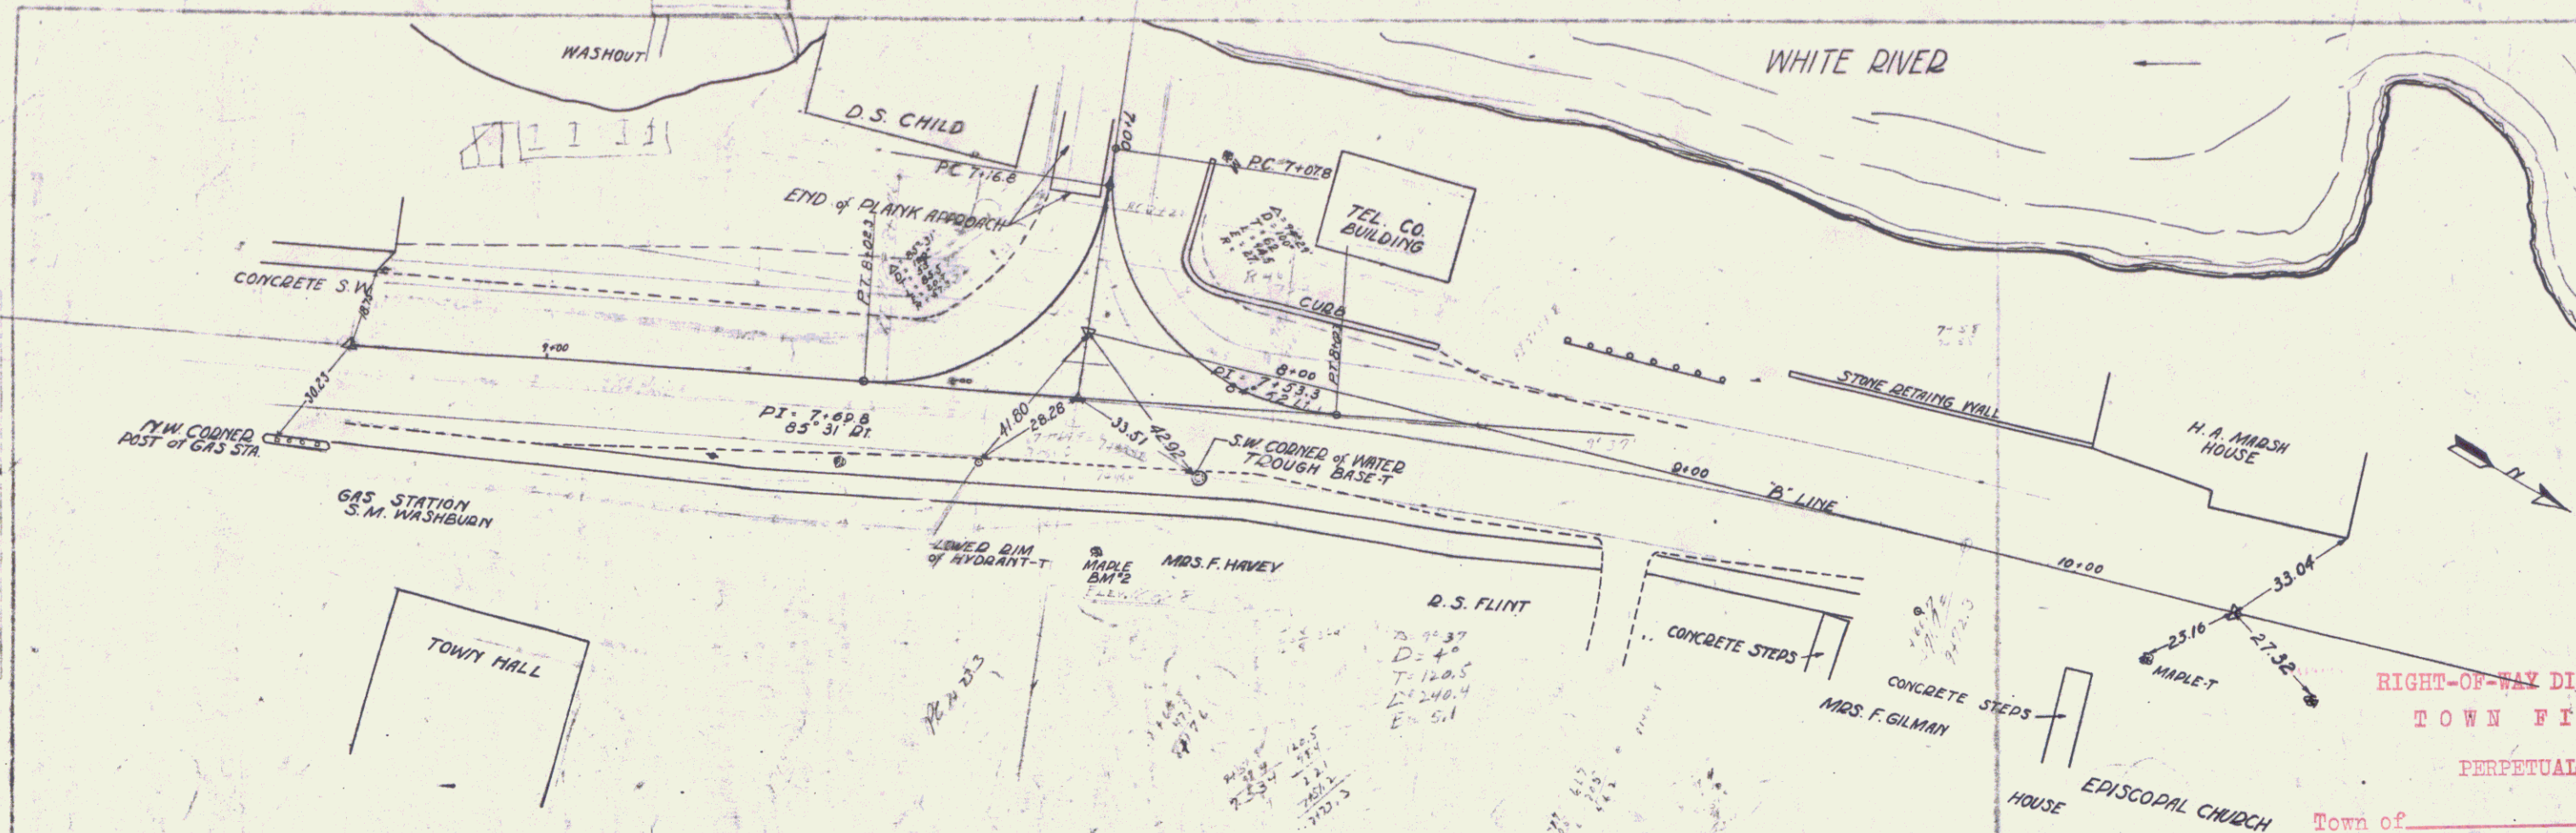 WASHOUT
WHITE RIVER
D.S. CHILD
7+00
PC 7+16.8
PC 7+07.8
END of PLANK APPROACH
TEL. CO.
BUILDING
P.T. 8+02.3
CONCRETE S.W.
CURB
9+00
30.23
PI= 7+69.8
85° 31' RT.
41.80
28.28
33.51
42.92
8+00
PI=
7+53.3
N.W. CORNER
POST of GAS STA.
S.W. CORNER of WATER
TROUGH BASE-T
STONE RETAING WALL
H. A. MARSH
HOUSE
N
9+00
"B" LINE
GAS STATION
S. M. WASHBURN
LOWER RIM
of HYDRANT-T
MAPLE
BM#2
MRS. F. HAVEY
R. S. FLINT
10+00
33.04
25.16
27.32
MAPLE-T
TOWN HALL
9° 37'
D= 4°
T= 120.5
L= 240.4
E= 5.1
CONCRETE STEPS
CONCRETE STEPS
MRS. F. GILMAN
HOUSE
EPISCOPAL CHURCH
RIGHT-OF-WAY DI
TOWN FI
PERPETUAL
Town of